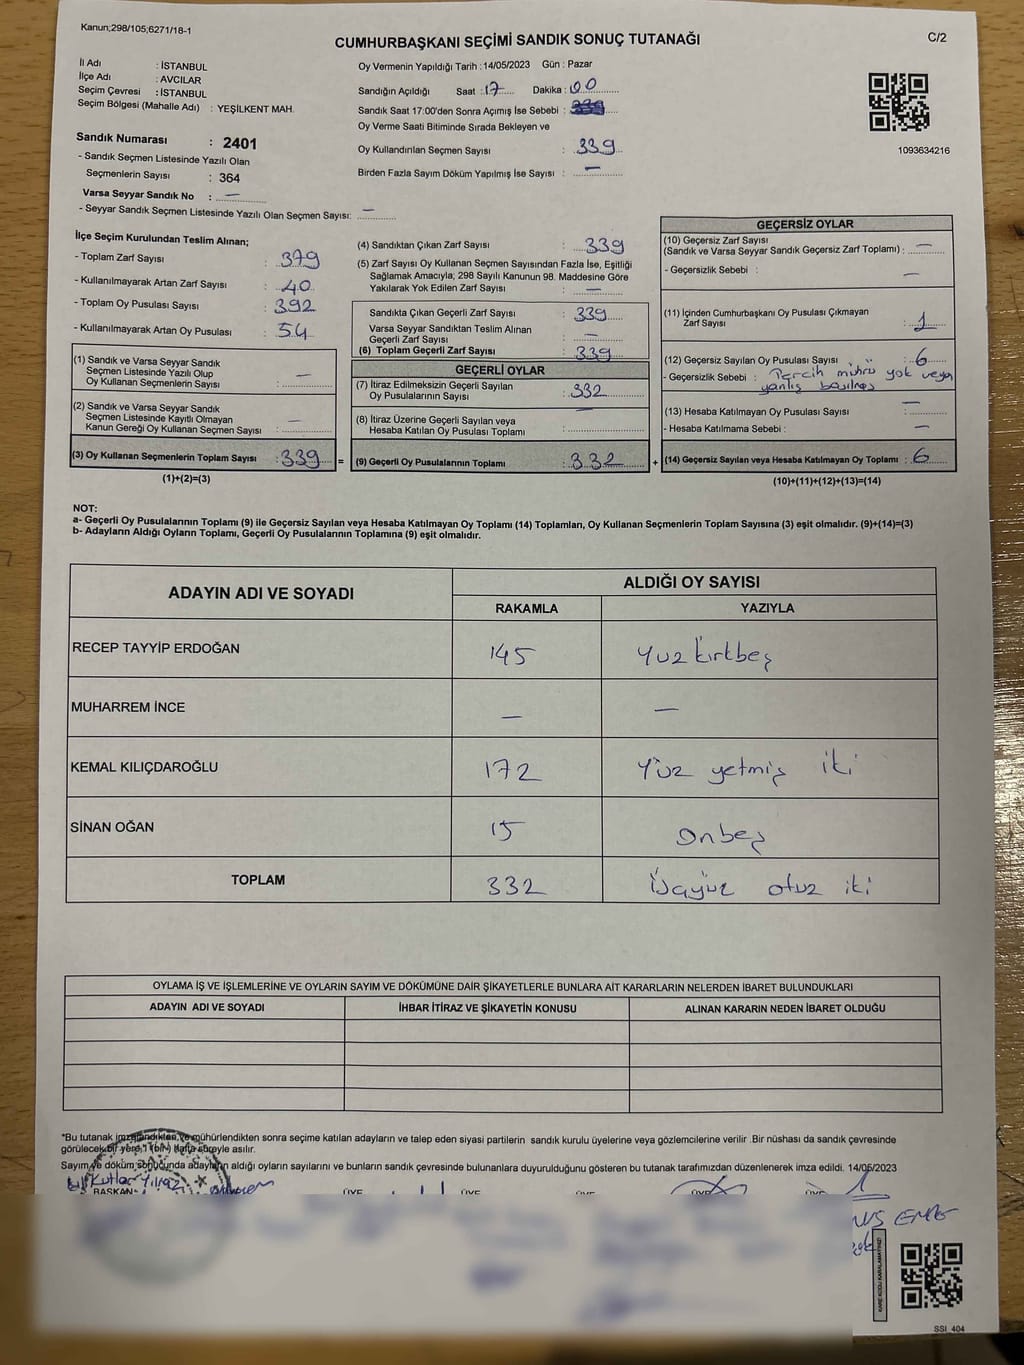 Kanun;298/105;6271/18-1
CUMHURBAŞKANI SEÇİMİ SANDIK SONUÇ TUTANAĞI
C/2
İl Adı : İSTANBUL
İlçe Adı : AVCILAR
Seçim Çevresi : İSTANBUL
Seçim Bölgesi (Mahalle Adı) : YEŞİLKENT MAH.
Sandık Numarası : 2401
- Sandık Seçmen Listesinde Yazılı Olan
Seçmenlerin Sayısı : 364
Varsa Seyyar Sandık No : —
- Seyyar Sandık Seçmen Listesinde Yazılı Olan Seçmen Sayısı: —
Oy Vermenin Yapıldığı Tarih :14/05/2023 Gün : Pazar
Sandığın Açıldığı Saat : 17 Dakika : 00
Sandık Saat 17:00'den Sonra Açımış İse Sebebi :
Oy Verme Saati Bitiminde Sırada Bekleyen ve
Oy Kullandırılan Seçmen Sayısı : 339
Birden Fazla Sayım Döküm Yapılmış İse Sayısı : —
1093634216
İlçe Seçim Kurulundan Teslim Alınan;
- Toplam Zarf Sayısı : 379
- Kullanılmayarak Artan Zarf Sayısı : 40
- Toplam Oy Pusulası Sayısı : 392
- Kullanılmayarak Artan Oy Pusulası : 54
(1) Sandık ve Varsa Seyyar Sandık
Seçmen Listesinde Yazılı Olup
Oy Kullanan Seçmenlerin Sayısı : —
(2) Sandık ve Varsa Seyyar Sandık
Seçmen Listesinde Kayıtlı Olmayan
Kanun Gereği Oy Kullanan Seçmen Sayısı : —
(3) Oy Kullanan Seçmenlerin Toplam Sayısı : 339 =
(1)+(2)=(3)
(4) Sandıktan Çıkan Zarf Sayısı : 339
(5) Zarf Sayısı Oy Kullanan Seçmen Sayısından Fazla İse, Eşitliği
Sağlamak Amacıyla; 298 Sayılı Kanunun 98. Maddesine Göre
Yakılarak Yok Edilen Zarf Sayısı : —
Sandıkta Çıkan Geçerli Zarf Sayısı : 339
Varsa Seyyar Sandıktan Teslim Alınan
Geçerli Zarf Sayısı : —
(6) Toplam Geçerli Zarf Sayısı : 339
GEÇERLİ OYLAR
(7) İtiraz Edilmeksizin Geçerli Sayılan
Oy Pusulalarının Sayısı : 332
(8) İtiraz Üzerine Geçerli Sayılan veya
Hesaba Katılan Oy Pusulası Toplamı : —
(9) Geçerli Oy Pusulalarının Toplamı : 332 +
GEÇERSİZ OYLAR
(10) Geçersiz Zarf Sayısı
(Sandık ve Varsa Seyyar Sandık Geçersiz Zarf Toplamı) : —
- Geçersizlik Sebebi : —
(11) İçinden Cumhurbaşkanı Oy Pusulası Çıkmayan
Zarf Sayısı : 1
(12) Geçersiz Sayılan Oy Pusulası Sayısı : 6
- Geçersizlik Sebebi : Tercih mührü yok veya
yanlış basılmış
(13) Hesaba Katılmayan Oy Pusulası Sayısı : —
- Hesaba Katılmama Sebebi : —
(14) Geçersiz Sayılan veya Hesaba Katılmayan Oy Toplamı : 6
(10)+(11)+(12)+(13)=(14)
NOT:
a- Geçerli Oy Pusulalarının Toplamı (9) ile Geçersiz Sayılan veya Hesaba Katılmayan Oy Toplamı (14) Toplamları, Oy Kullanan Seçmenlerin Toplam Sayısına (3) eşit olmalıdır. (9)+(14)=(3)
b- Adayların Aldığı Oyların Toplamı, Geçerli Oy Pusulalarının Toplamına (9) eşit olmalıdır.
ADAYIN ADI VE SOYADI ALDIĞI OY SAYISI
RAKAMLA YAZIYLA
RECEP TAYYİP ERDOĞAN 145 Yüz kırkbeş
MUHARREM İNCE — —
KEMAL KILIÇDAROĞLU 172 Yüz yetmiş iki
SİNAN OĞAN 15 Onbeş
TOPLAM 332 üçyüz otuz iki
OYLAMA İŞ VE İŞLEMLERİNE VE OYLARIN SAYIM VE DÖKÜMÜNE DAİR ŞİKAYETLERLE BUNLARA AİT KARARLARIN NELERDEN İBARET BULUNDUKLARI
ADAYIN ADI VE SOYADI İHBAR İTİRAZ VE ŞİKAYETİN KONUSU ALINAN KARARIN NEDEN İBARET OLDUĞU
*Bu tutanak imzalandıktan ve mühürlendikten sonra seçime katılan adayların ve talep eden siyasi partilerin sandık kurulu üyelerine veya gözlemcilerine verilir .Bir nüshası da sandık çevresinde
görülecek bir yere 1 (bir) hafta süreyle asılır.
Sayım ve döküm sonucunda adayların aldığı oyların sayılarını ve bunların sandık çevresinde bulunanlara duyurulduğunu gösteren bu tutanak tarafımızdan düzenlenerek imza edildi. 14/05/2023
BAŞKAN ÜYE ÜYE ÜYE ÜYE ÜYE
EMRE
KARE KODU KARALAMAYINIZ!
SSI_404